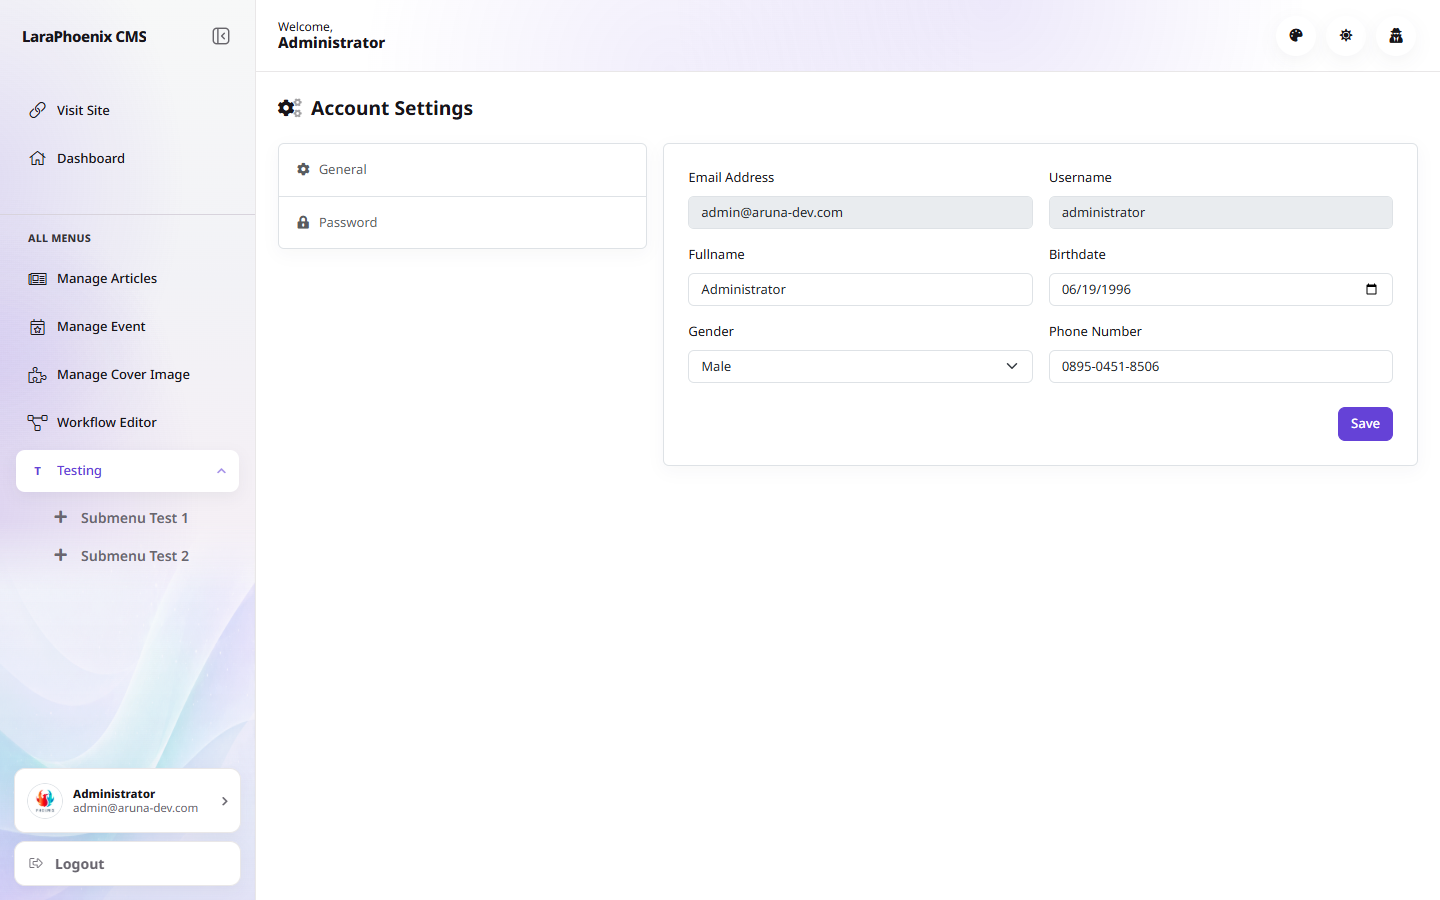 LaraPhoenix CMS
Visit Site
Dashboard
ALL MENUS
Manage Articles
Manage Event
Manage Cover Image
Workflow Editor
T Testing
Submenu Test 1
Submenu Test 2
Administrator
admin@aruna-dev.com
Logout
Welcome,
Administrator
Account Settings
General
Password
Email Address
admin@aruna-dev.com
Username
administrator
Fullname
Administrator
Birthdate
06/19/1996
Gender
Male
Phone Number
0895-0451-8506
Save